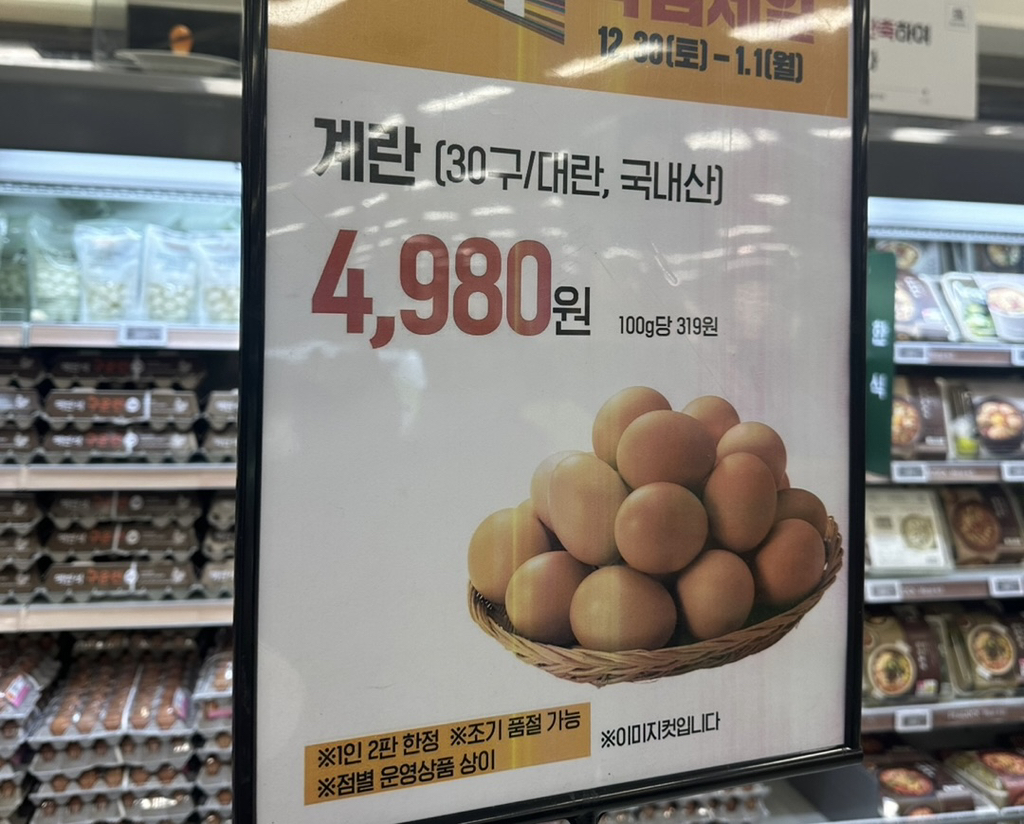 12.30(토) - 1.1(월)
계란 (30구/대란, 국내산)
4,980원 100g당 319원
※1인 2판 한정 ※조기 품절 가능
※점별 운영상품 상이
※이미지컷입니다
한식